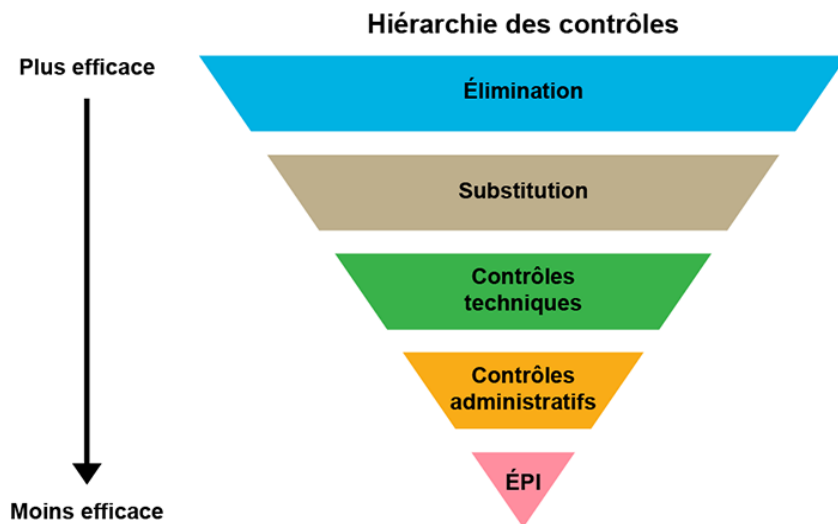 Hiérarchie des contrôles
Plus efficace
Élimination
Substitution
Contrôles
techniques
Contrôles
administratifs
ÉPI
Moins efficace